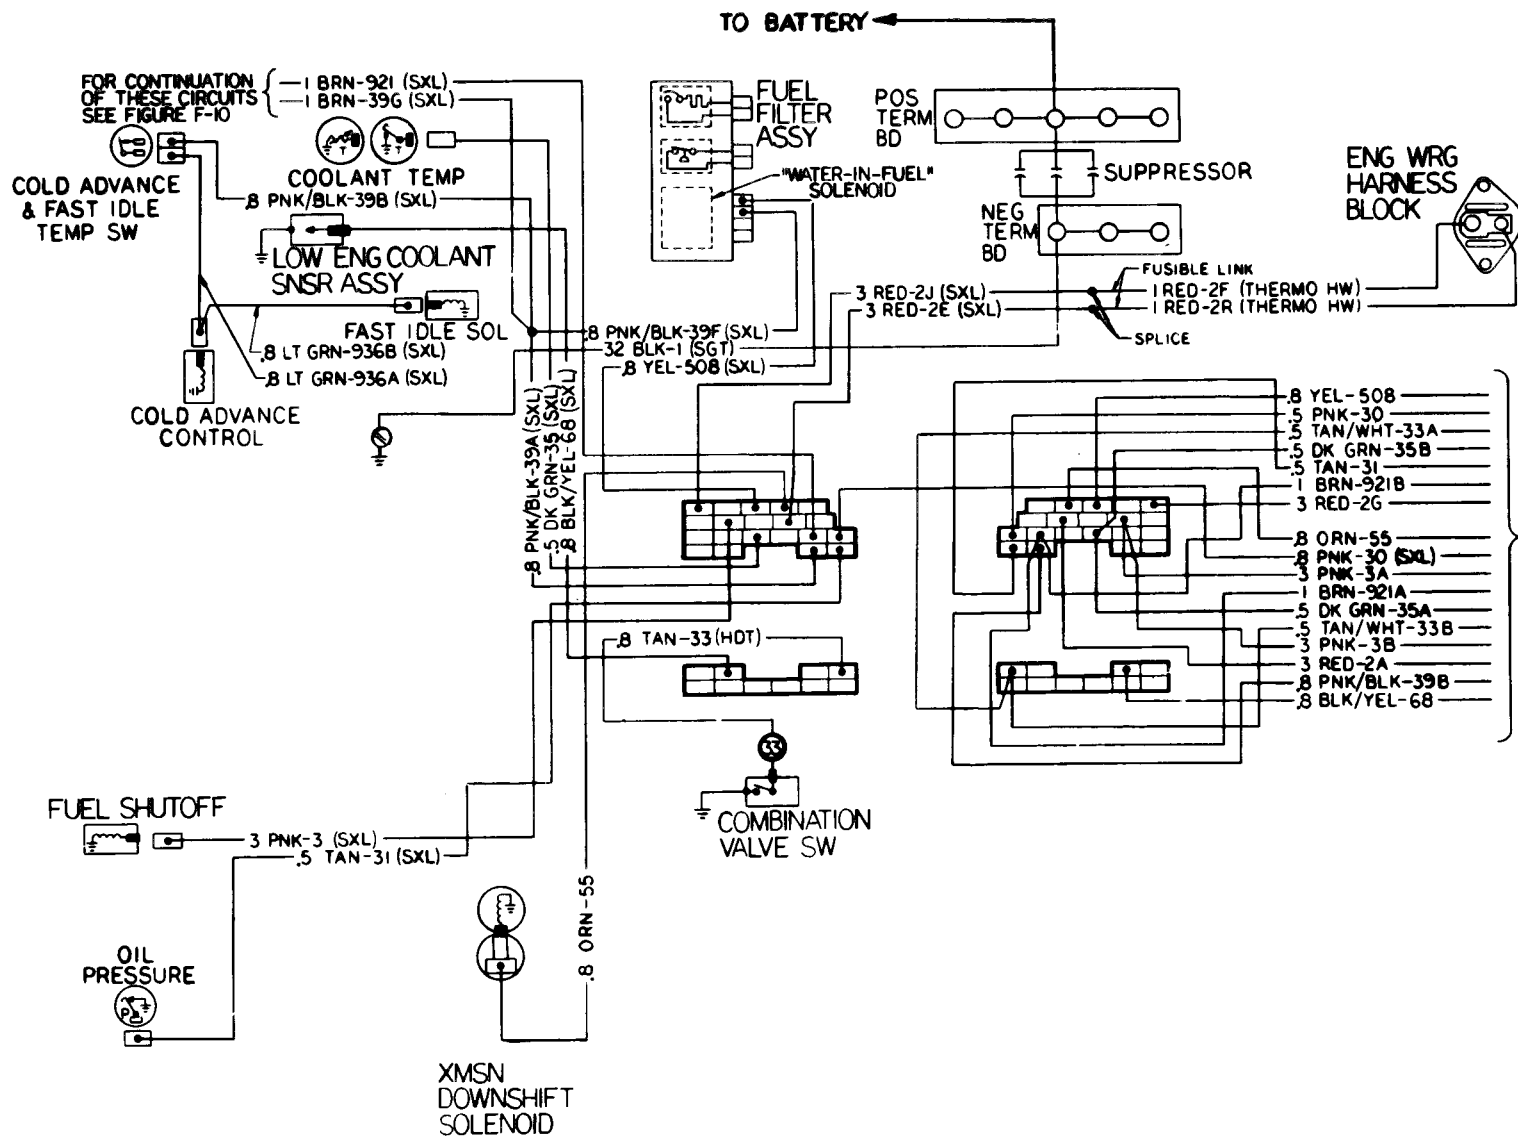 TO BATTERY
FOR CONTINUATION
OF THESE CIRCUITS
SEE FIGURE F-10
1 BRN-921 (SXL)
1 BRN-39G (SXL)
COLD ADVANCE
& FAST IDLE
TEMP SW
T
T
COOLANT TEMP
.8 PNK/BLK-39B (SXL)
LOW ENG COOLANT
SNSR ASSY
FAST IDLE SOL
.8 LT GRN-936B (SXL)
.8 LT GRN-936A (SXL)
COLD ADVANCE
CONTROL
FUEL
FILTER
ASSY
"WATER-IN-FUEL"
SOLENOID
POS
TERM
BD
SUPPRESSOR
NEG
TERM
BD
ENG WRG
HARNESS
BLOCK
FUSIBLE LINK
3 RED-2J (SXL)
1 RED-2F (THERMO HW)
3 RED-2E (SXL)
1 RED-2R (THERMO HW)
SPLICE
.8 PNK/BLK-39F (SXL)
32 BLK-1 (SGT)
.8 YEL-508 (SXL)
.8 PNK/BLK-39A (SXL)
.5 DK GRN-35 (SXL)
.8 BLK/YEL-68 (SXL)
.8 YEL-508
.5 PNK-30
.5 TAN/WHT-33A
.5 DK GRN-35B
.5 TAN-31
1 BRN-921B
3 RED-2G
.8 ORN-55
.8 PNK-30 (SXL)
3 PNK-3A
1 BRN-921A
.5 DK GRN-35A
.5 TAN/WHT-33B
3 PNK-3B
3 RED-2A
.8 PNK/BLK-39B
.8 BLK/YEL-68
.8 TAN-33 (HDT)
33
COMBINATION
VALVE SW
FUEL SHUTOFF
3 PNK-3 (SXL)
.5 TAN-31 (SXL)
.8 ORN-55
OIL
PRESSURE
P
XMSN
DOWNSHIFT
SOLENOID